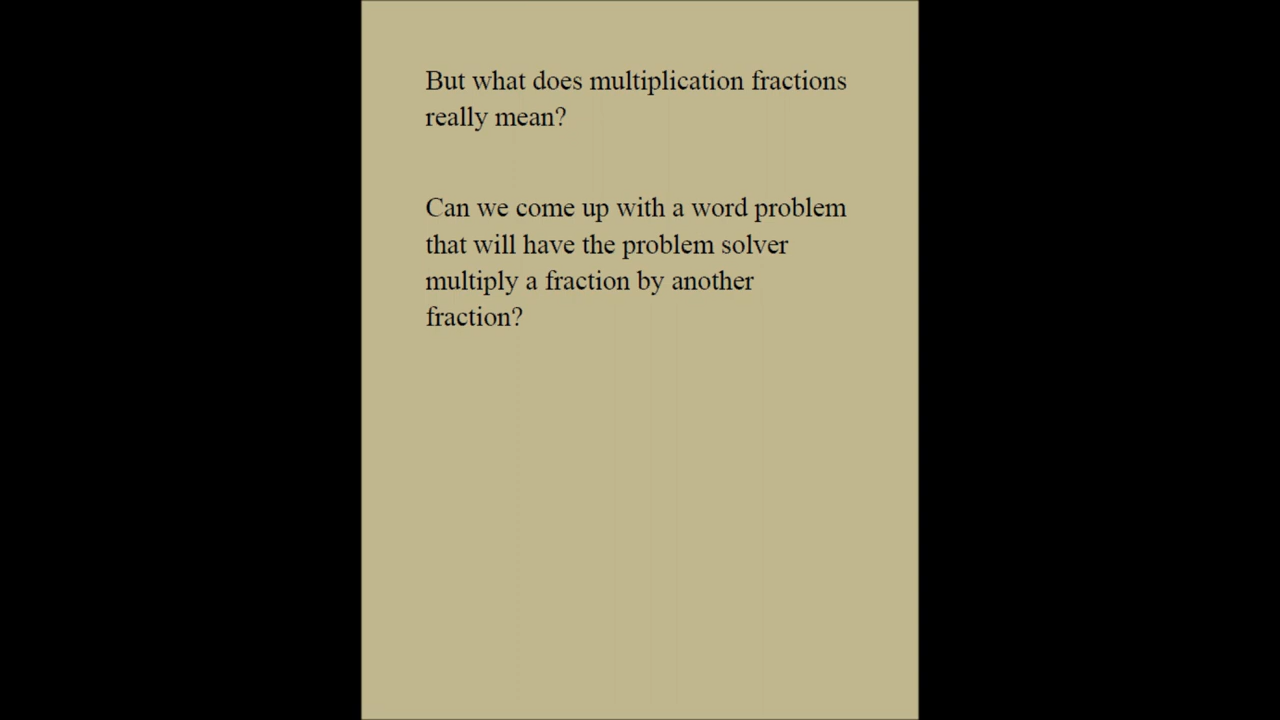 But what does multiplication fractions
really mean?
Can we come up with a word problem
that will have the problem solver
multiply a fraction by another
fraction?